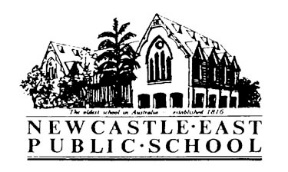 The oldest school in Australia established 1816
NEWCASTLE·EAST
PUBLIC·SCHOOL